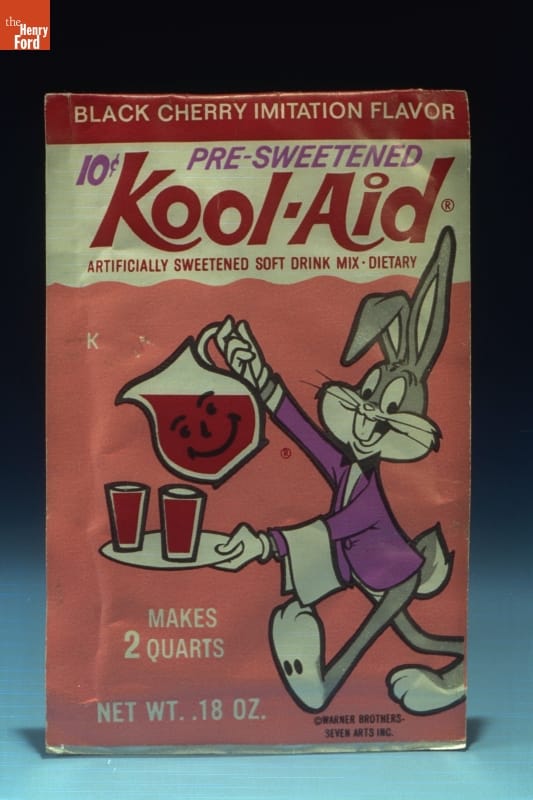 the
Henry
Ford
BLACK CHERRY IMITATION FLAVOR
10¢ PRE-SWEETENED
Kool-Aid®
ARTIFICIALLY SWEETENED SOFT DRINK MIX · DIETARY
K
®
MAKES
2 QUARTS
NET WT. .18 OZ.
©WARNER BROTHERS-
SEVEN ARTS INC.